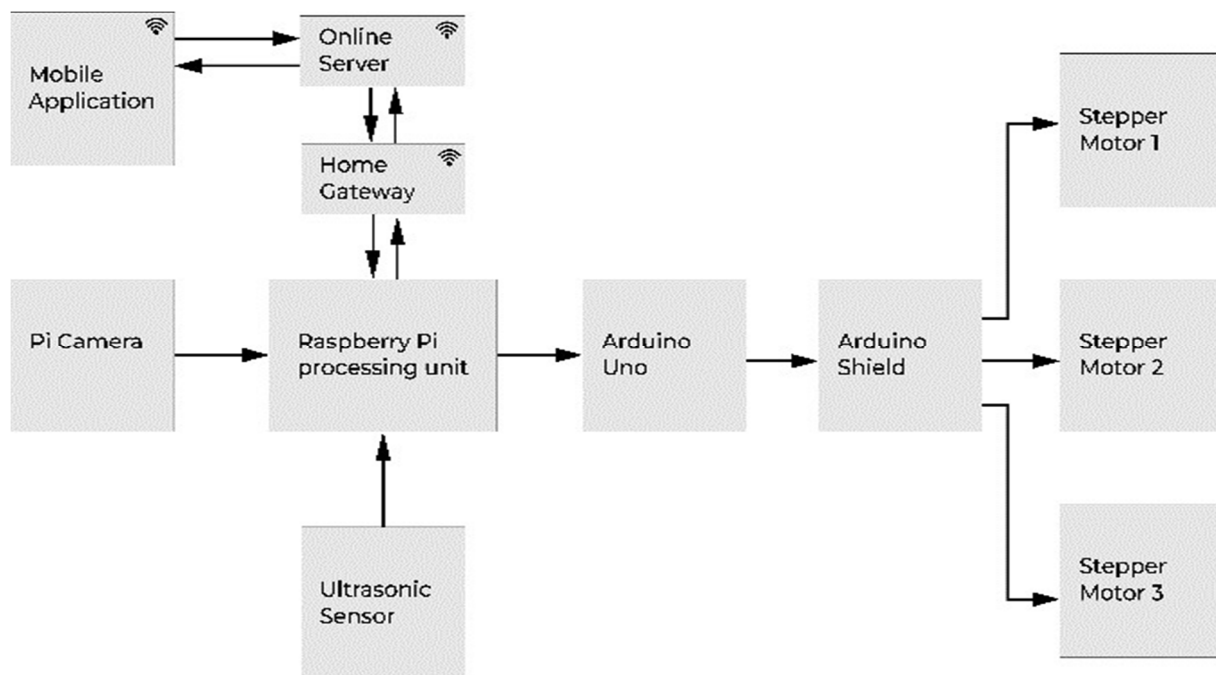 Mobile
Application
Online
Server
Home
Gateway
Stepper
Motor 1
Pi Camera
Raspberry Pi
processing unit
Arduino
Uno
Arduino
Shield
Stepper
Motor 2
Ultrasonic
Sensor
Stepper
Motor 3